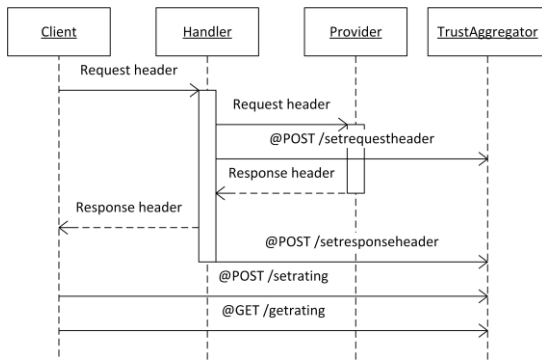 Client
Handler
Provider
TrustAggregator
Request header
Request header
@POST /setrequestheader
Response header
Response header
@POST /setresponseheader
@POST /setrating
@GET /getrating